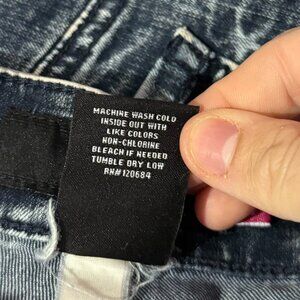 MACHINE WASH COLD
INSIDE OUT WITH
LIKE COLORS
NON-CHLORINE
BLEACH IF NEEDED
TUMBLE DRY LOW
RN# 120684